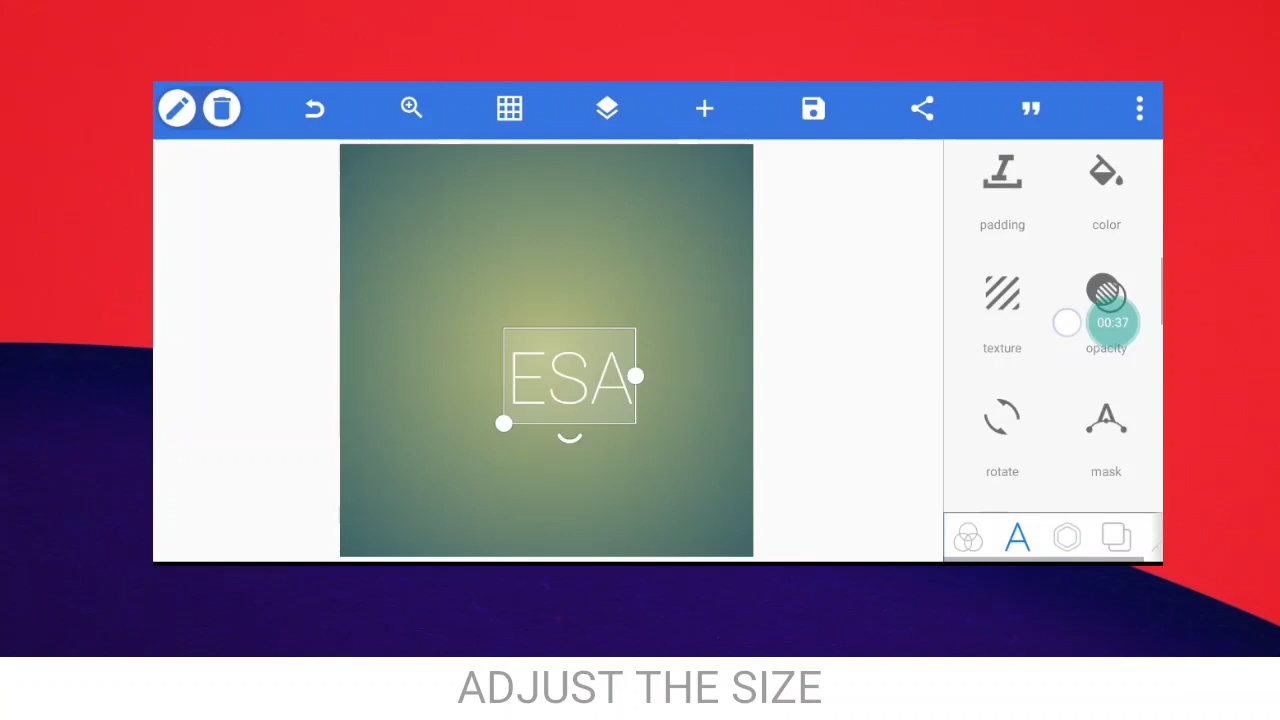 padding
color
ESA
00:37
texture
opacity
rotate
mask
ADJUST THE SIZE